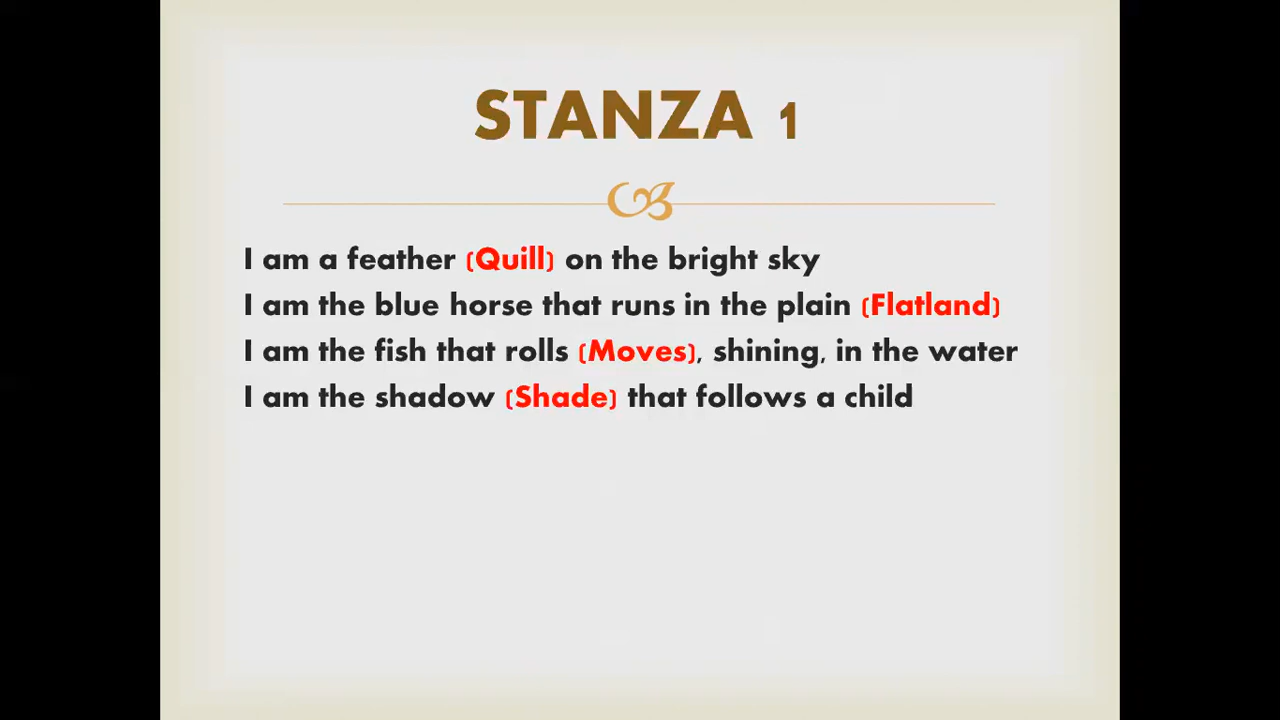 STANZA 1
I am a feather (Quill) on the bright sky
I am the blue horse that runs in the plain (Flatland)
I am the fish that rolls (Moves), shining, in the water
I am the shadow (Shade) that follows a child